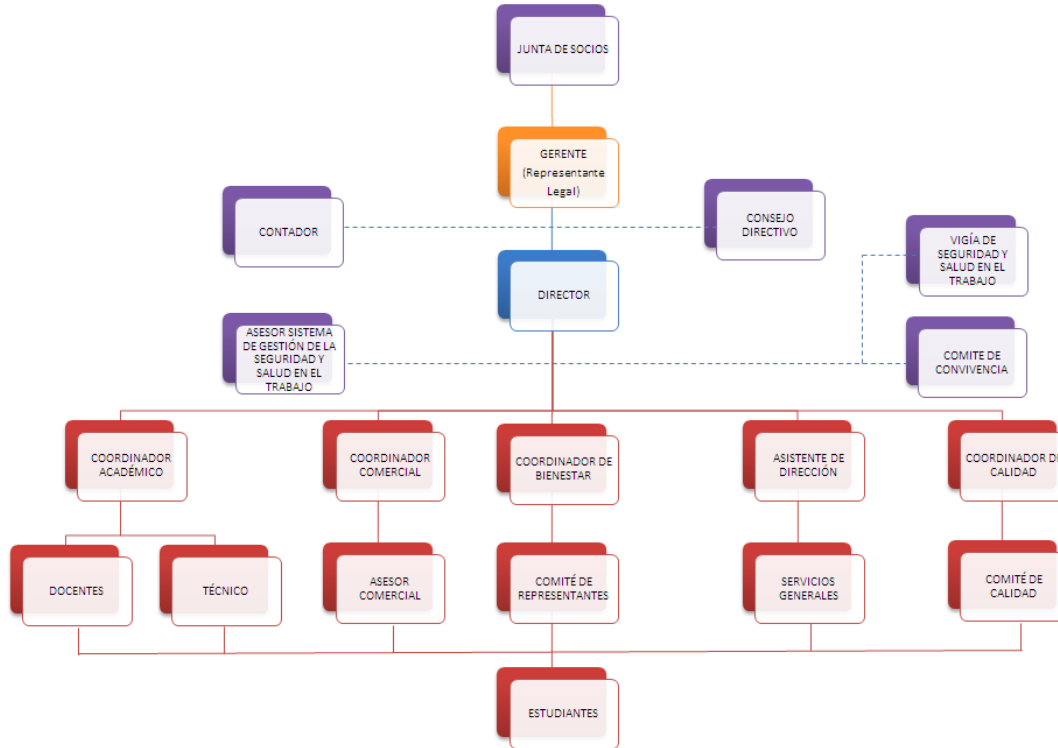 JUNTA DE SOCIOS
GERENTE
(Representante
Legal)
CONTADOR
CONSEJO
DIRECTIVO
VIGÍA DE
SEGURIDAD Y
SALUD EN EL
TRABAJO
DIRECTOR
ASESOR SISTEMA
DE GESTIÓN DE LA
SEGURIDAD Y
SALUD EN EL
TRABAJO
COMITE DE
CONVIVENCIA
COORDINADOR
ACADÉMICO
COORDINADOR
COMERCIAL
COORDINADOR DE
BIENESTAR
ASISTENTE DE
DIRECCIÓN
COORDINADOR DE
CALIDAD
DOCENTES
TÉCNICO
ASESOR
COMERCIAL
COMITÉ DE
REPRESENTANTES
SERVICIOS
GENERALES
COMITÉ DE
CALIDAD
ESTUDIANTES